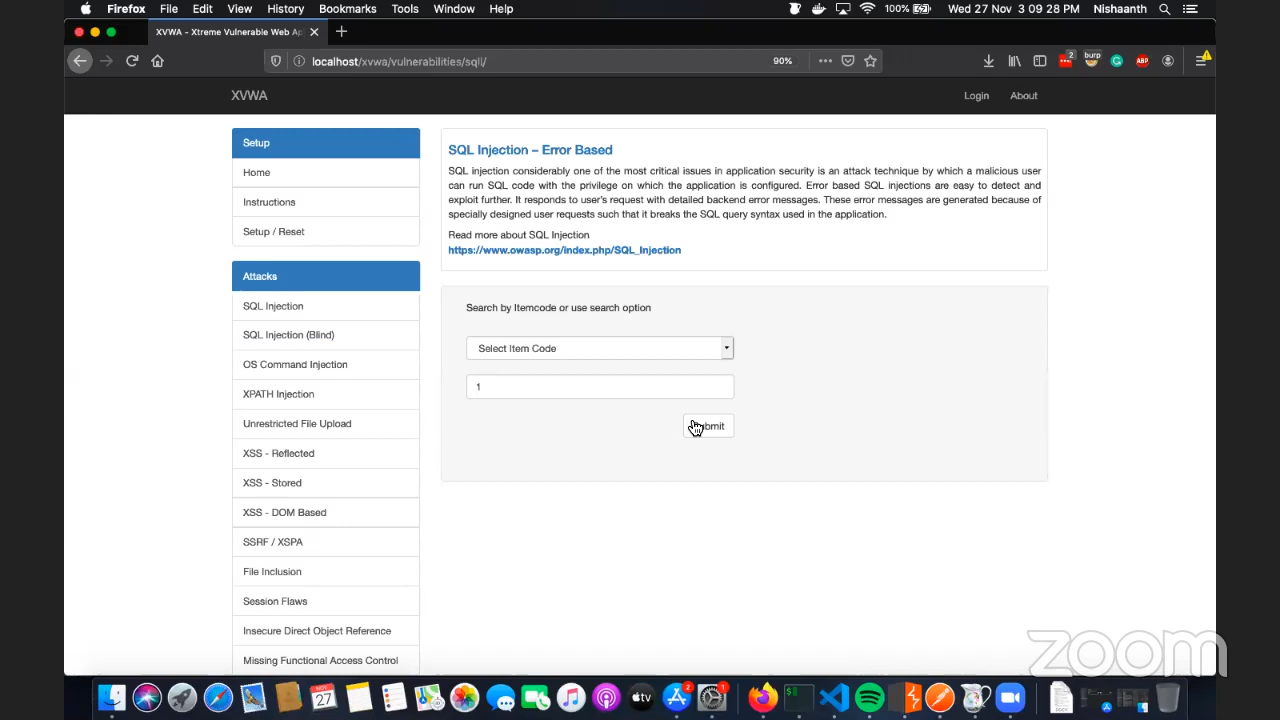 Firefox File Edit View History Bookmarks Tools Window Help 100% Wed 27 Nov 3 09 28 PM Nishaanth
XVWA - Xtreme Vulnerable Web Ap
localhost/xvwa/vulnerabilities/sqli/ 90% 2 burp ABP
XVWA Login About
Setup
Home
Instructions
Setup / Reset
Attacks
SQL Injection
SQL Injection (Blind)
OS Command Injection
XPATH Injection
Unrestricted File Upload
XSS - Reflected
XSS - Stored
XSS - DOM Based
SSRF / XSPA
File Inclusion
Session Flaws
Insecure Direct Object Reference
Missing Functional Access Control
SQL Injection – Error Based
SQL injection considerably one of the most critical issues in application security is an attack technique by which a malicious user
can run SQL code with the privilege on which the application is configured. Error based SQL injections are easy to detect and
exploit further. It responds to user's request with detailed backend error messages. These error messages are generated because of
specially designed user requests such that it breaks the SQL query syntax used in the application.
Read more about SQL Injection
https://www.owasp.org/index.php/SQL_Injection
Search by Itemcode or use search option
Select Item Code
1
zoom
27
tv
2
1